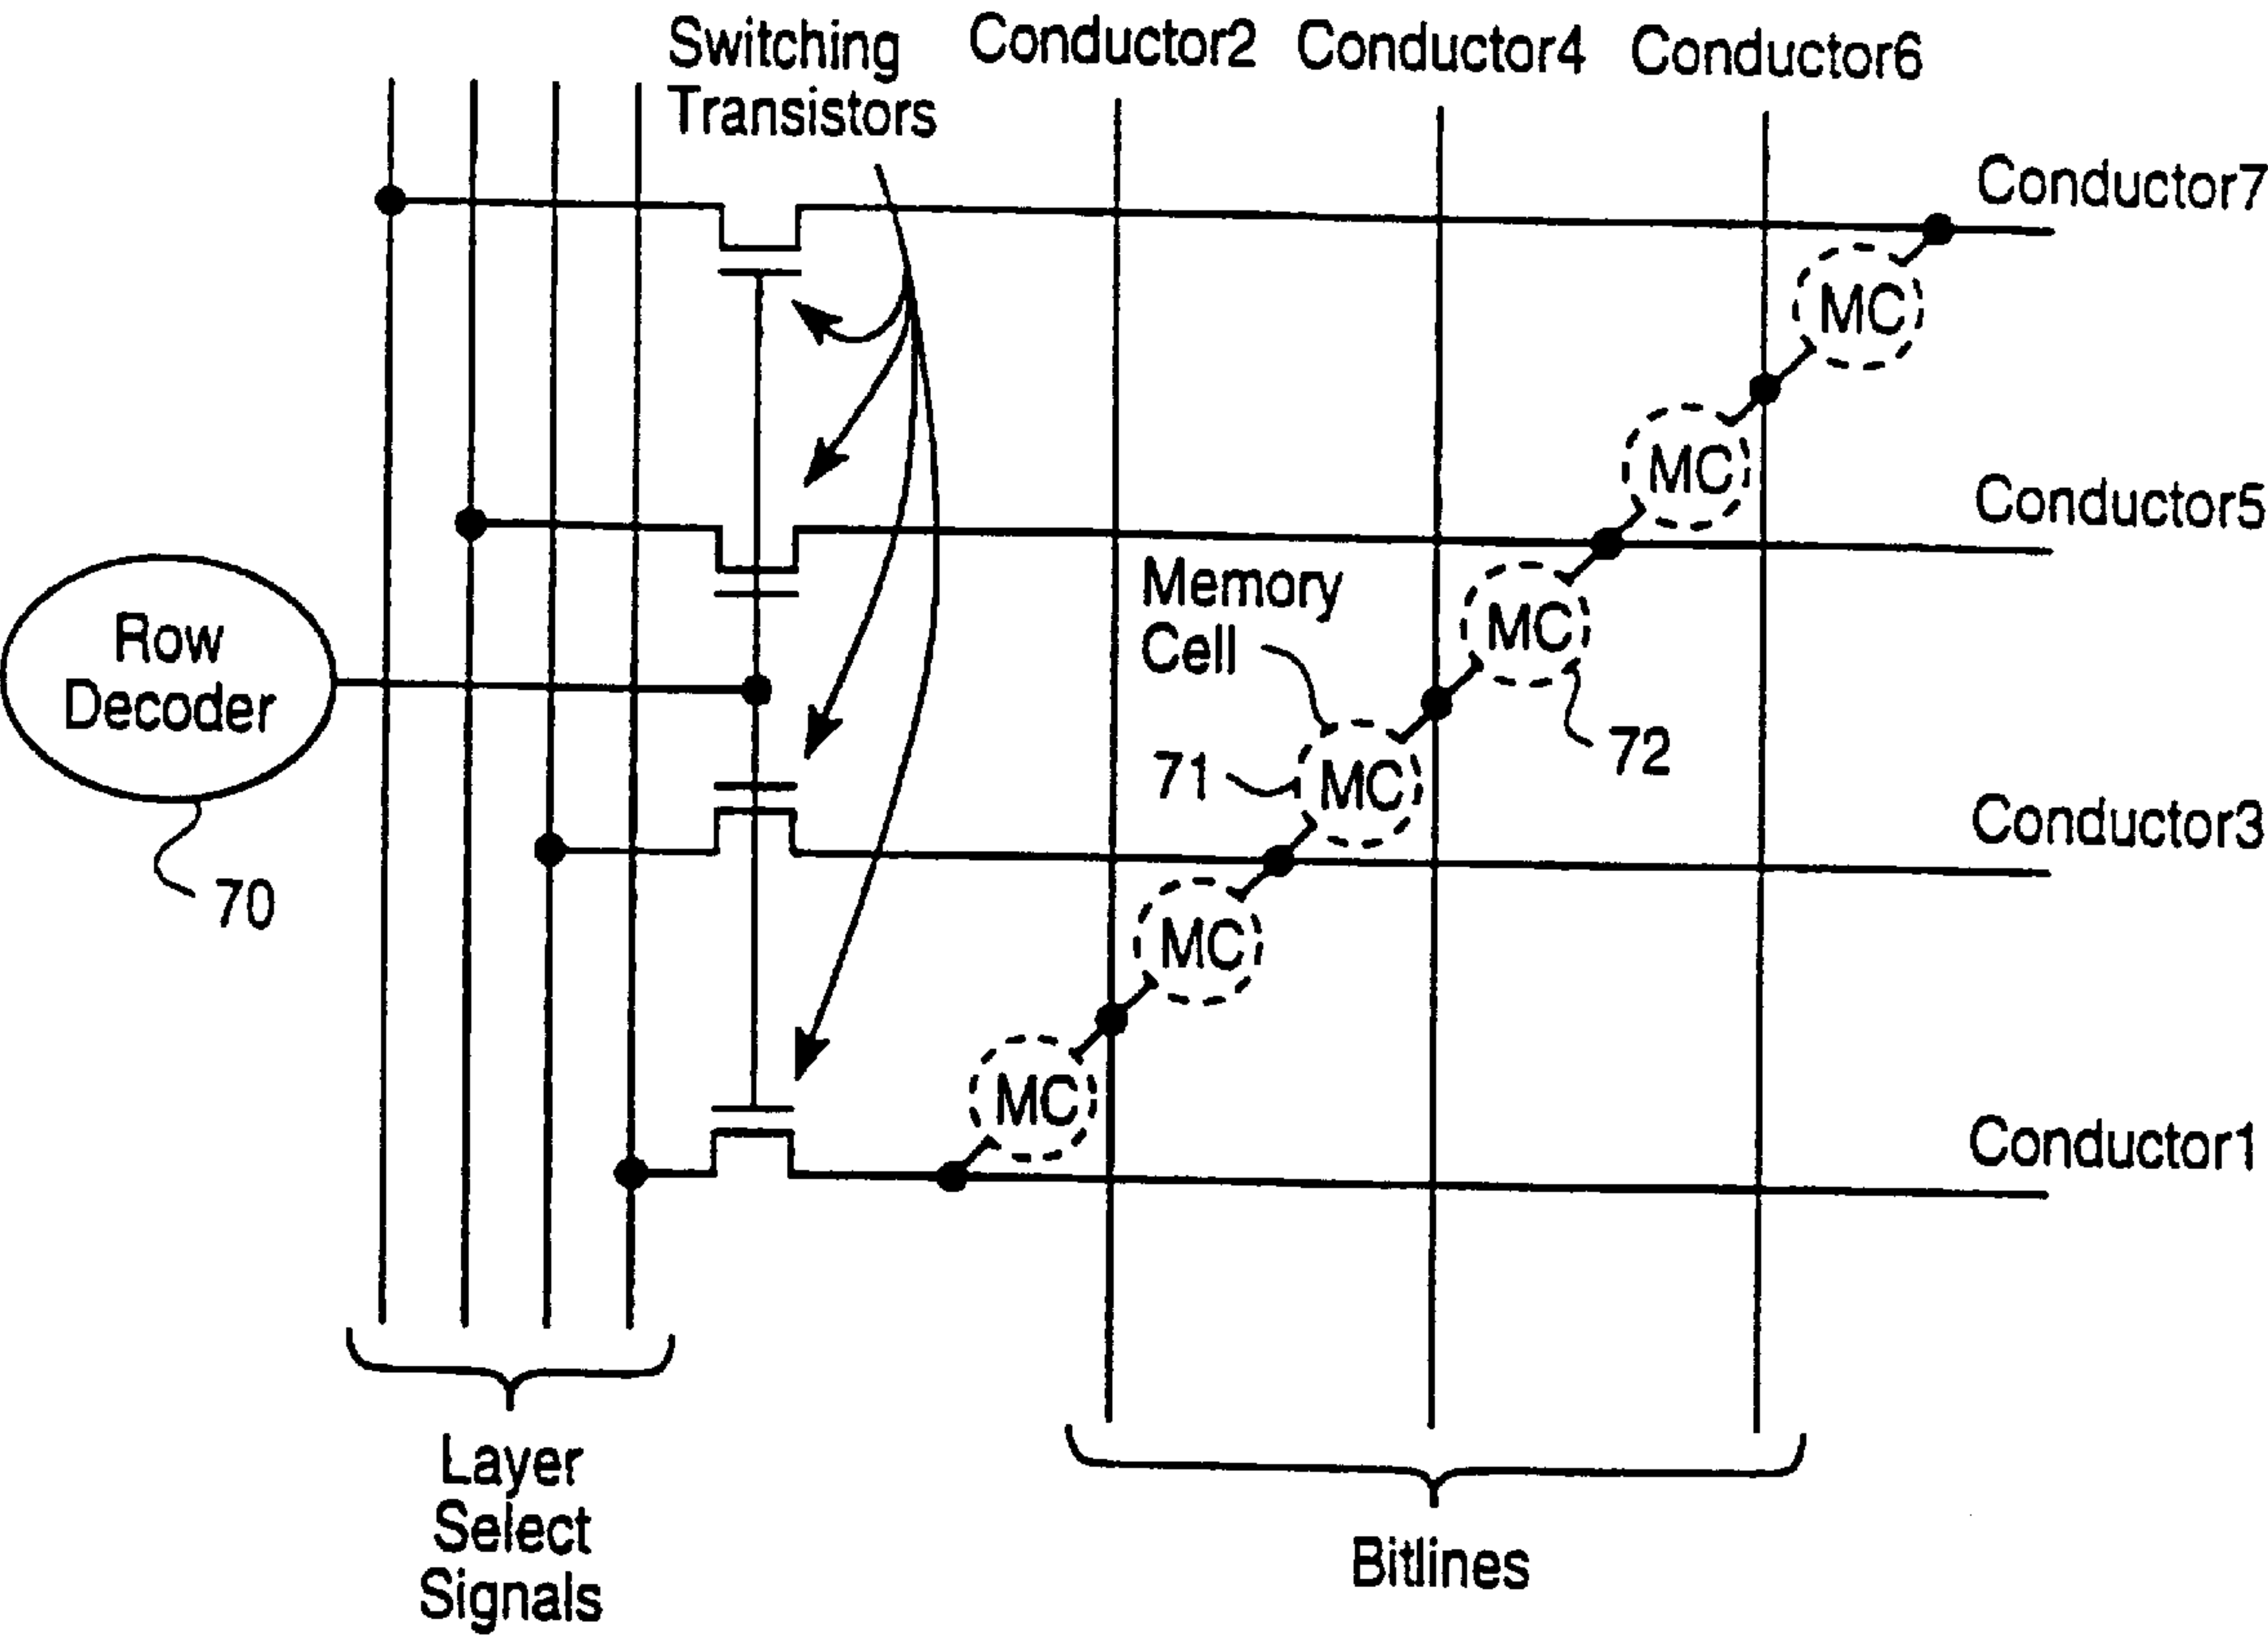 Switching
Transistors
Conductor2
Conductor4
Conductor6
Conductor7
MC
MC
Conductor5
Memory
Cell
MC
72
Row
Decoder
71
MC
Conductor3
70
MC
MC
Conductor1
Layer
Select
Signals
Bitlines